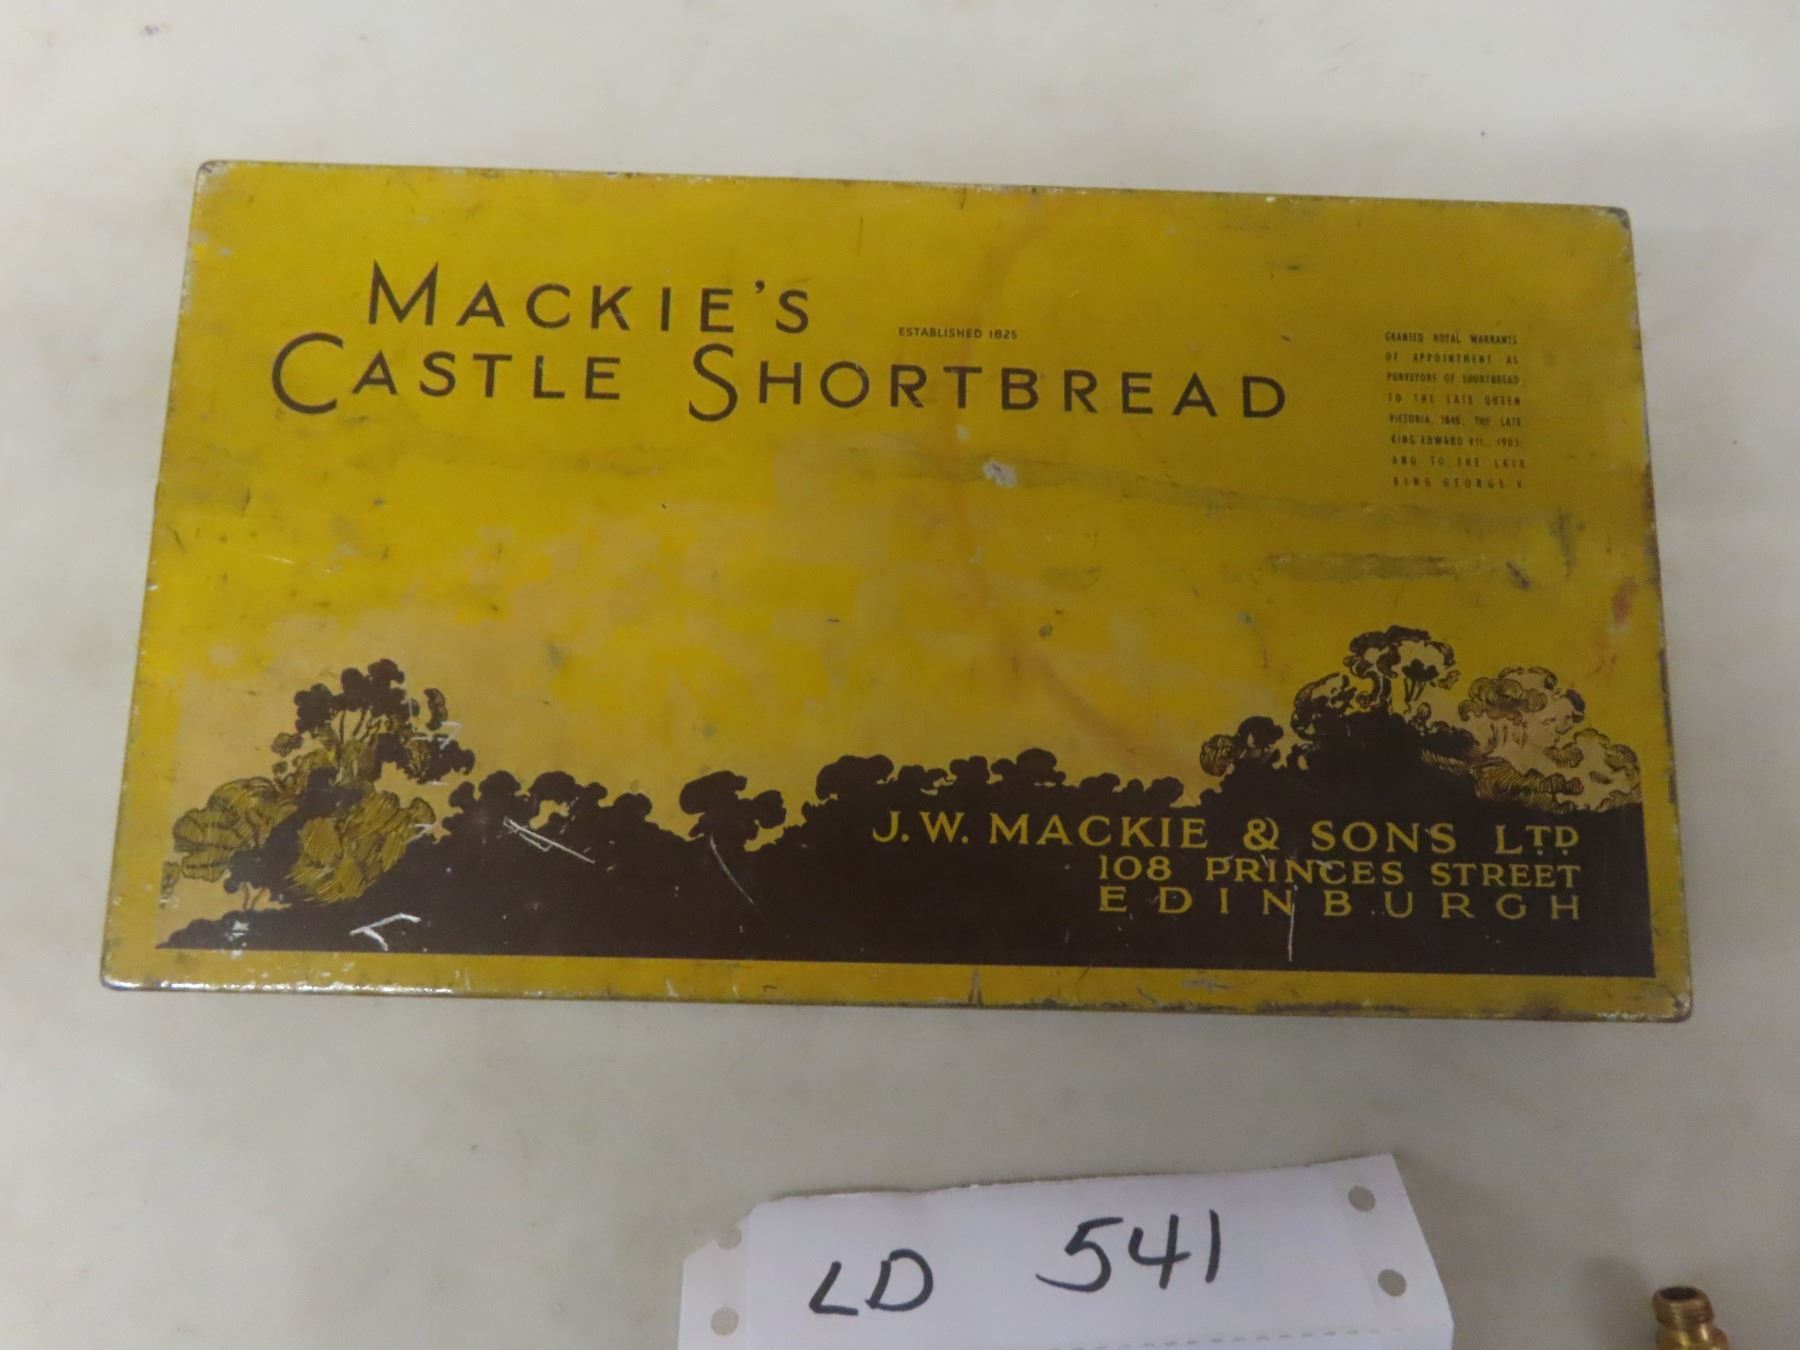 MACKIE'S
CASTLE SHORTBREAD
ESTABLISHED 1825
GRANTED ROYAL WARRANTS
OF APPOINTMENT AS
PURVEYORS OF SHORTBREAD
TO THE LATE QUEEN
VICTORIA, THE LATE
KING EDWARD VII., 1903;
AND TO THE LATE
KING GEORGE V.
J. W. MACKIE & SONS LTD
108 PRINCES STREET
EDINBURGH
LD 541